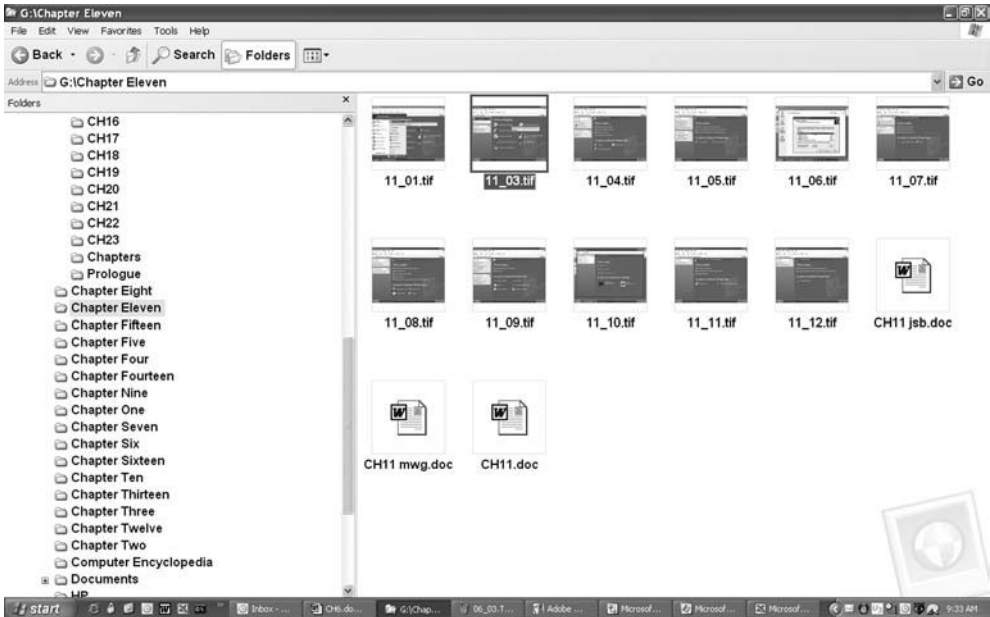 G:\Chapter Eleven
File Edit View Favorites Tools Help
Back Search Folders
Address G:\Chapter Eleven Go
Folders
CH16
CH17
CH18
CH19
CH20
CH21
CH22
CH23
Chapters
Prologue
Chapter Eight
Chapter Eleven
Chapter Fifteen
Chapter Five
Chapter Four
Chapter Fourteen
Chapter Nine
Chapter One
Chapter Seven
Chapter Six
Chapter Sixteen
Chapter Ten
Chapter Thirteen
Chapter Three
Chapter Twelve
Chapter Two
Computer Encyclopedia
Documents
HP
11_01.tif 11_03.tif 11_04.tif 11_05.tif 11_06.tif 11_07.tif
11_08.tif 11_09.tif 11_10.tif 11_11.tif 11_12.tif CH11 jsb.doc
CH11 mwg.doc CH11.doc
start Inbox - ... CH6.do... G:\Chap... 06_03.T... Adobe ... Microsof... Microsof... Microsof... 9:33 AM